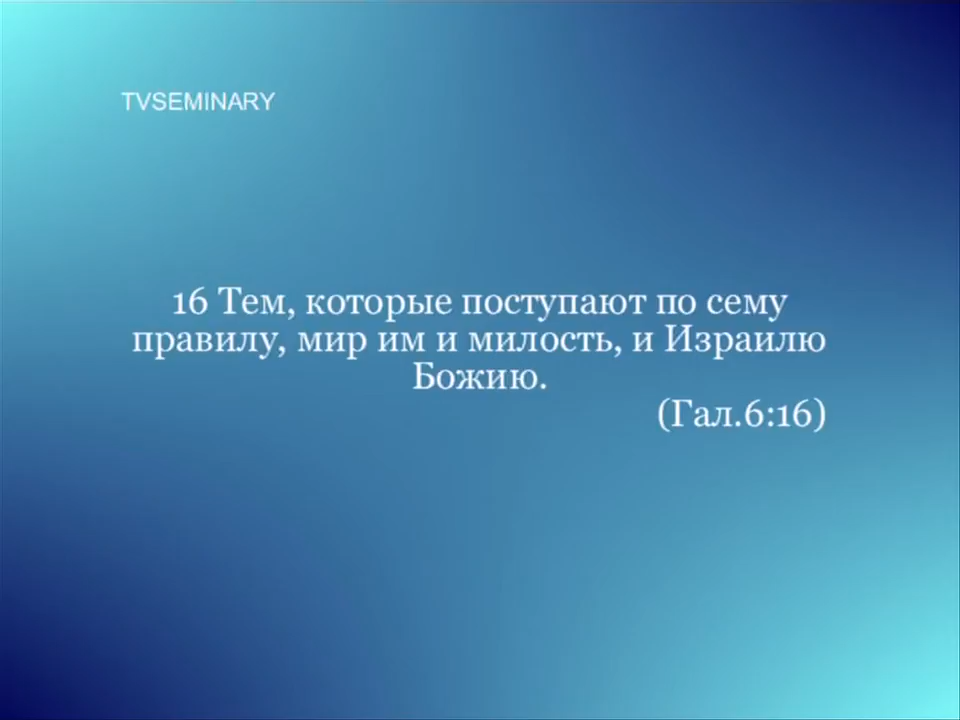 TVSEMINARY
16 Тем, которые поступают по сему
правилу, мир им и милость, и Израилю
Божию.
(Гал.6:16)